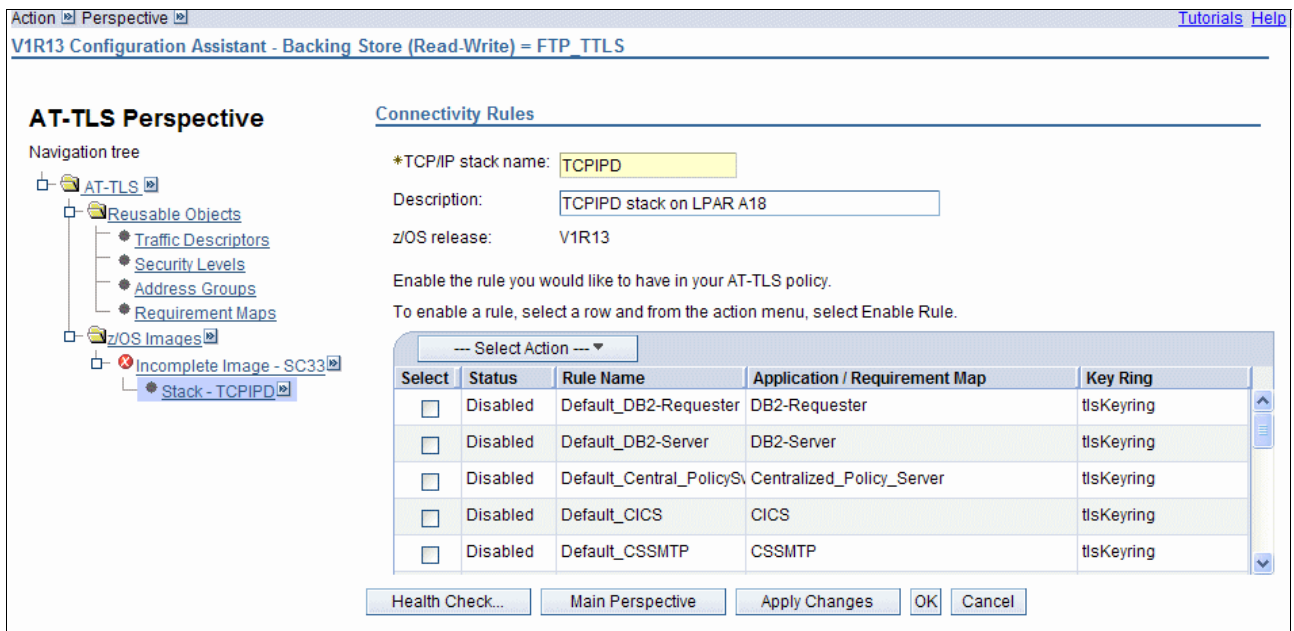 Action Perspective Tutorials Help
V1R13 Configuration Assistant - Backing Store (Read-Write) = FTP_TTLS
AT-TLS Perspective
Navigation tree
AT-TLS
Reusable Objects
Traffic Descriptors
Security Levels
Address Groups
Requirement Maps
z/OS Images
Incomplete Image - SC33
Stack - TCPIPD
Connectivity Rules
*TCP/IP stack name: TCPIPD
Description: TCPIPD stack on LPAR A18
z/OS release: V1R13
Enable the rule you would like to have in your AT-TLS policy.
To enable a rule, select a row and from the action menu, select Enable Rule.
--- Select Action ---
Select Status Rule Name Application / Requirement Map Key Ring
Disabled Default_DB2-Requester DB2-Requester tlsKeyring
Disabled Default_DB2-Server DB2-Server tlsKeyring
Disabled Default_Central_PolicySv Centralized_Policy_Server tlsKeyring
Disabled Default_CICS CICS tlsKeyring
Disabled Default_CSSMTP CSSMTP tlsKeyring
Health Check... Main Perspective Apply Changes OK Cancel